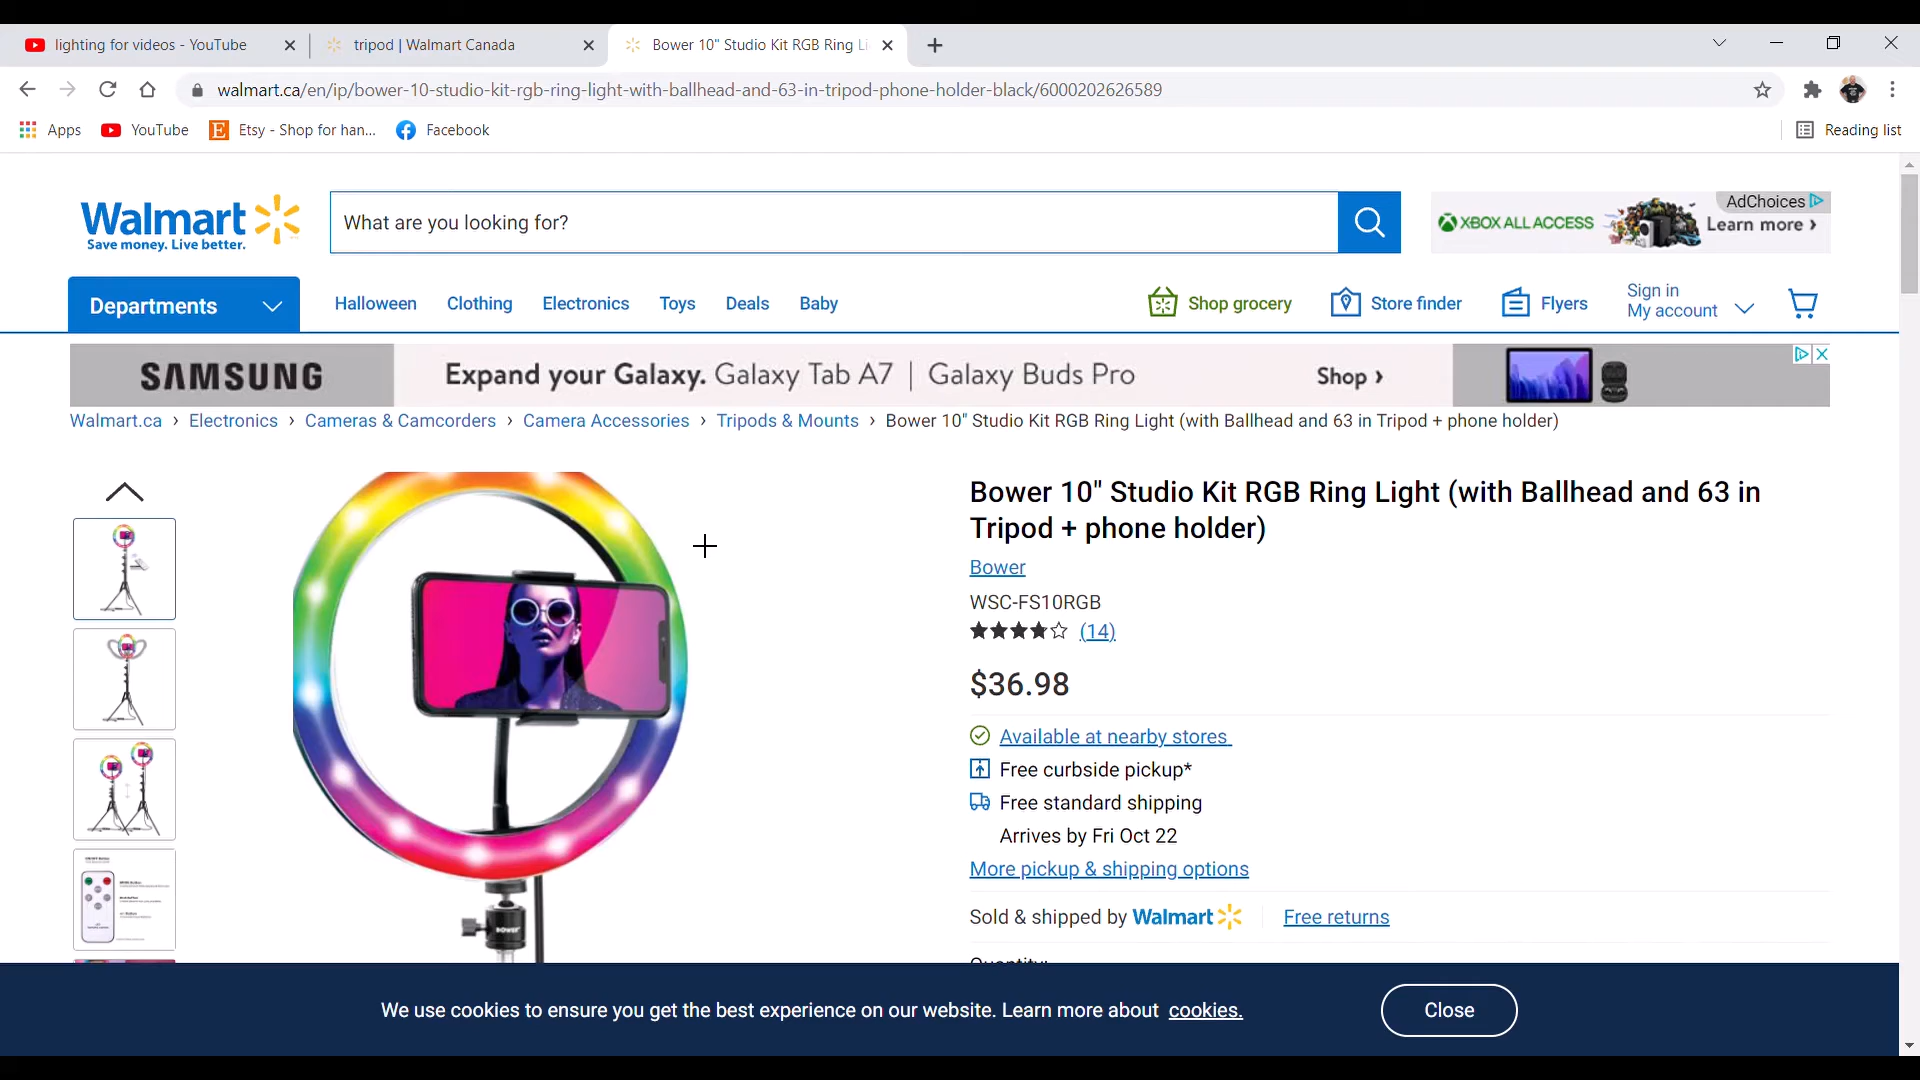 lighting for videos - YouTube
tripod | Walmart Canada
Bower 10" Studio Kit RGB Ring Li
walmart.ca/en/ip/bower-10-studio-kit-rgb-ring-light-with-ballhead-and-63-in-tripod-phone-holder-black/6000202626589
Apps
YouTube
Etsy - Shop for han...
Facebook
Reading list
Walmart
Save money. Live better.
What are you looking for?
AdChoices
XBOX ALL ACCESS
Learn more ›
Departments
Halloween
Clothing
Electronics
Toys
Deals
Baby
Shop grocery
Store finder
Flyers
Sign in
My account
SAMSUNG
Expand your Galaxy. Galaxy Tab A7 | Galaxy Buds Pro
Shop ›
Walmart.ca › Electronics › Cameras & Camcorders › Camera Accessories › Tripods & Mounts › Bower 10" Studio Kit RGB Ring Light (with Ballhead and 63 in Tripod + phone holder)
Bower 10" Studio Kit RGB Ring Light (with Ballhead and 63 in
Tripod + phone holder)
Bower
WSC-FS10RGB
(14)
$36.98
Available at nearby stores
Free curbside pickup*
Free standard shipping
Arrives by Fri Oct 22
More pickup & shipping options
Sold & shipped by Walmart
Free returns
Quantity:
BOWER
We use cookies to ensure you get the best experience on our website. Learn more about cookies.
Close